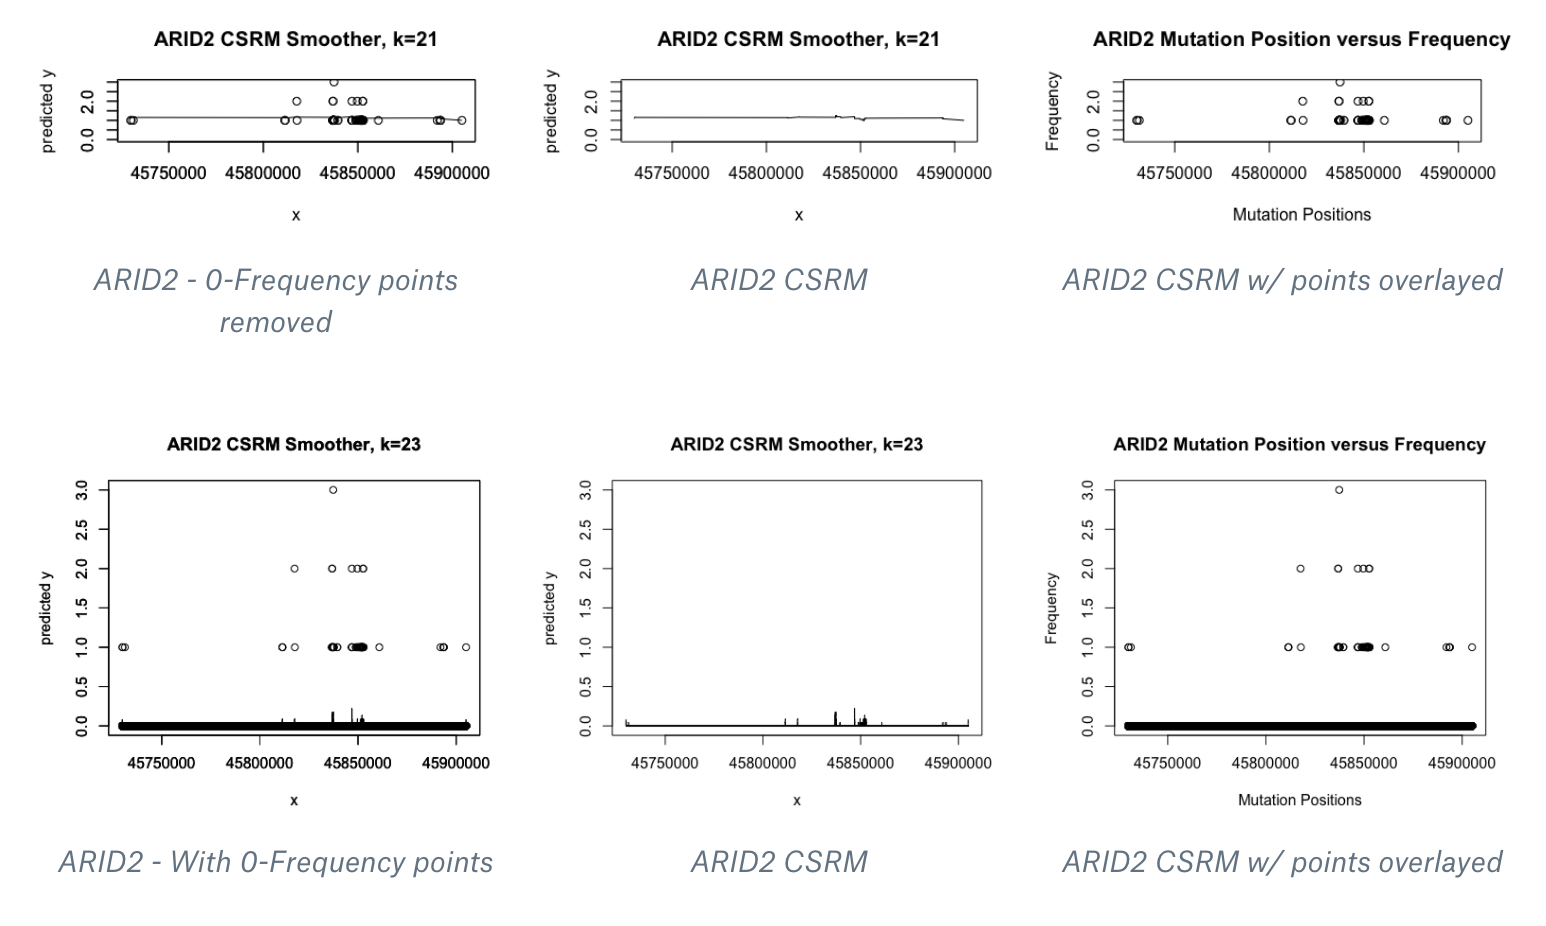 ARID2 CSRM Smoother, k=21
predicted y
2.0
0.0
45750000 45800000 45850000 45900000
x
ARID2 - 0-Frequency points
removed
ARID2 CSRM Smoother, k=21
predicted y
2.0
0.0
45750000 45800000 45850000 45900000
x
ARID2 CSRM
ARID2 Mutation Position versus Frequency
Frequency
2.0
0.0
45750000 45800000 45850000 45900000
Mutation Positions
ARID2 CSRM w/ points overlayed
ARID2 CSRM Smoother, k=23
predicted y
3.0
2.5
2.0
1.5
1.0
0.5
0.0
45750000 45800000 45850000 45900000
x
ARID2 - With 0-Frequency points
ARID2 CSRM Smoother, k=23
predicted y
3.0
2.5
2.0
1.5
1.0
0.5
0.0
45750000 45800000 45850000 45900000
x
ARID2 CSRM
ARID2 Mutation Position versus Frequency
Frequency
3.0
2.5
2.0
1.5
1.0
0.5
0.0
45750000 45800000 45850000 45900000
Mutation Positions
ARID2 CSRM w/ points overlayed